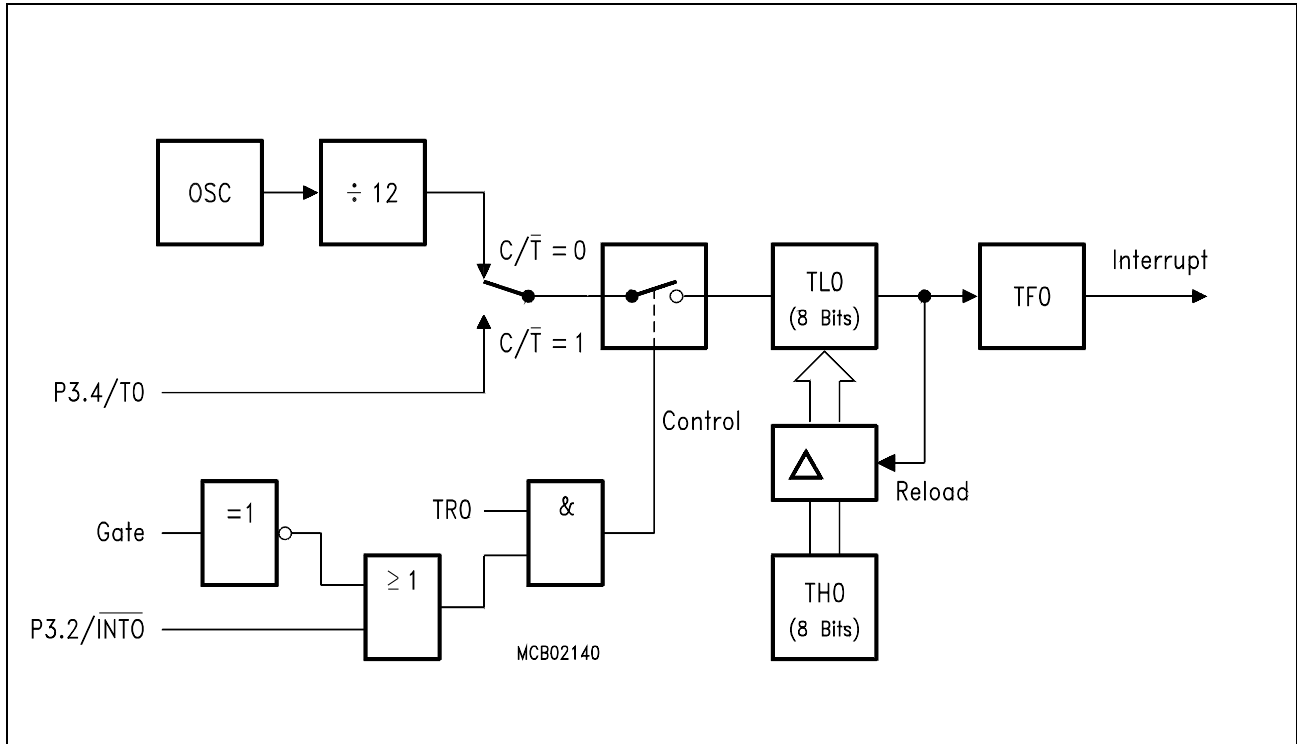 OSC
÷ 12
C/T̅ = 0
C/T̅ = 1
P3.4/T0
TL0
(8 Bits)
TF0
Interrupt
Control
Reload
Gate
=1
TR0
&
≥ 1
P3.2/I̅N̅T̅0̅
TH0
(8 Bits)
MCB02140